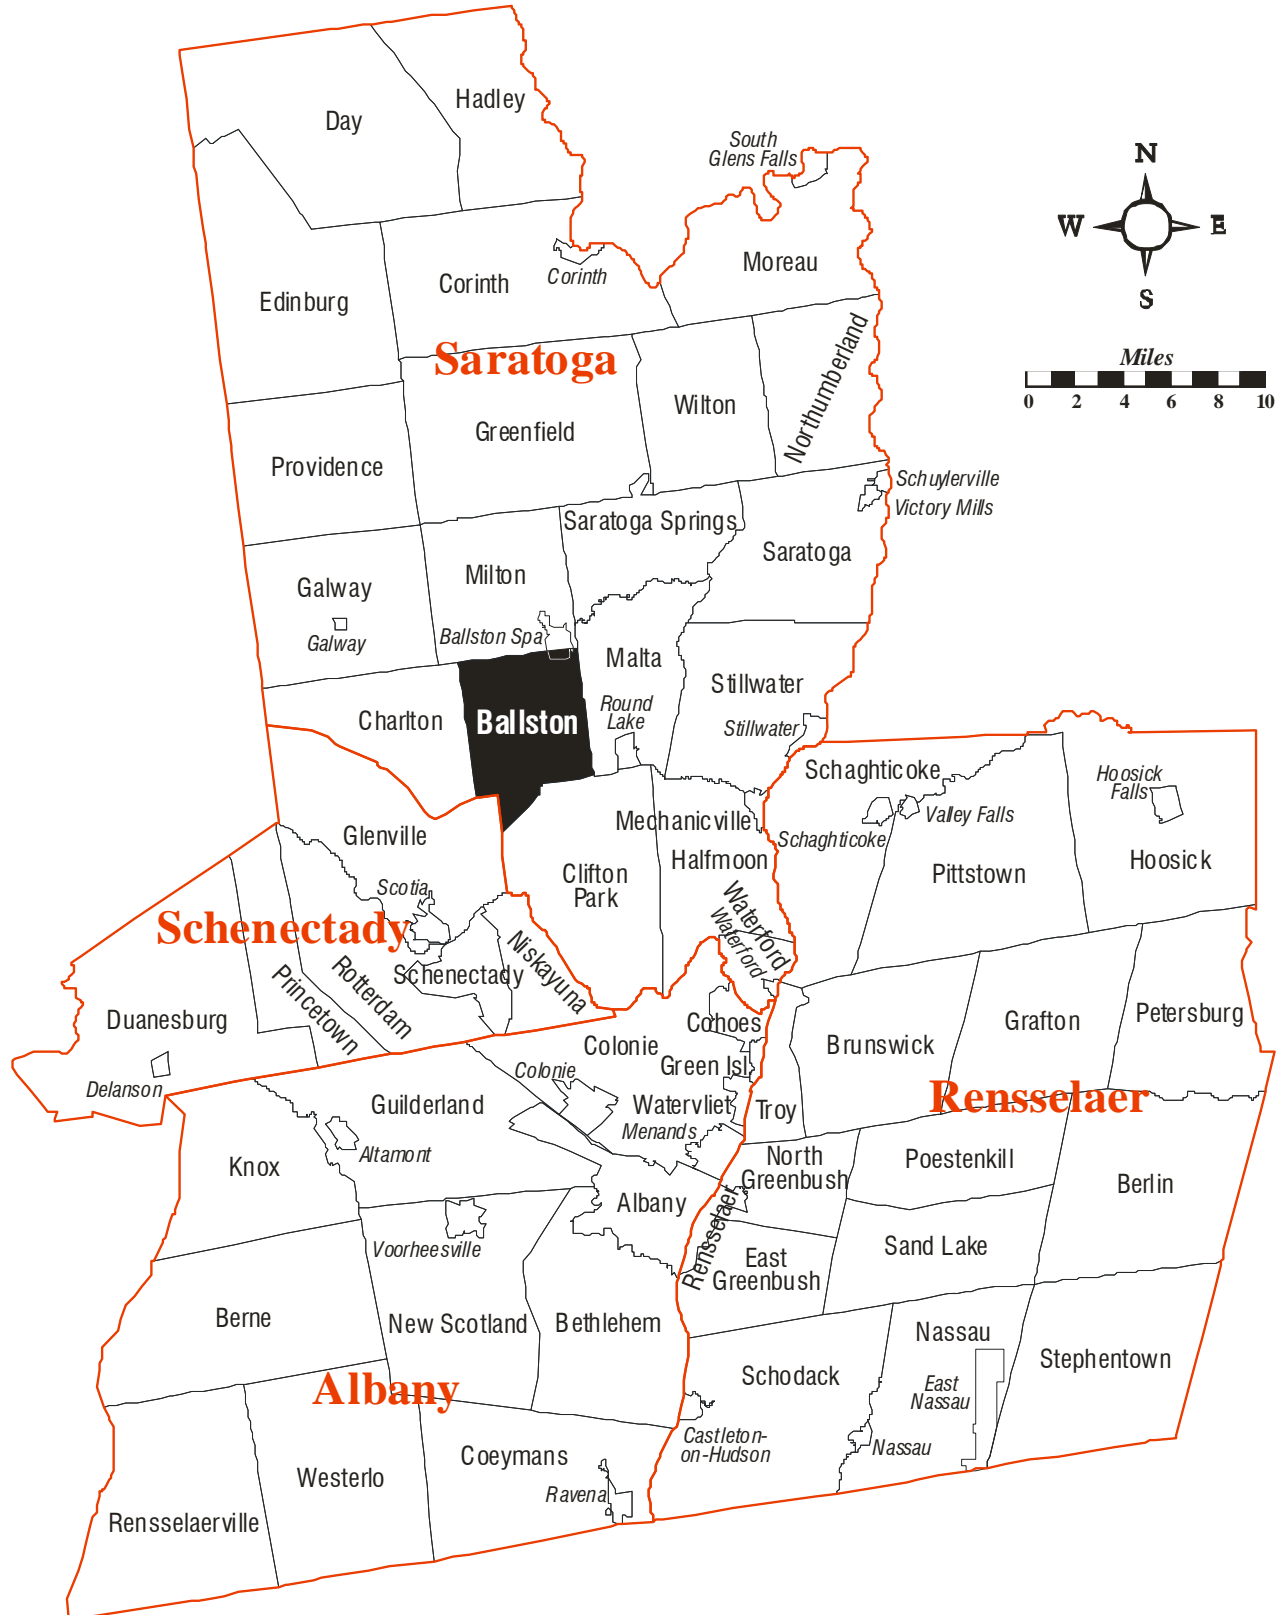 Hadley
Day
South
Glens Falls
N
W
E
S
Moreau
Corinth
Corinth
Edinburg
Saratoga
Northumberland
Miles
0 2 4 6 8 10
Wilton
Greenfield
Providence
Schuylerville
Victory Mills
Saratoga Springs
Saratoga
Milton
Galway
Galway
Ballston Spa
Malta
Stillwater
Round
Lake
Charlton
Ballston
Stillwater
Schaghticoke
Hoosick
Falls
Valley Falls
Mechanicville
Schaghticoke
Glenville
Halfmoon
Hoosick
Clifton
Park
Pittstown
Scotia
Waterford
Waterford
Schenectady
Niskayuna
Schenectady
Rotterdam
Princetown
Duanesburg
Cohoes
Petersburg
Grafton
Colonie
Brunswick
Green Isl.
Colonie
Delanson
Rensselaer
Guilderland
Watervliet
Troy
Menands
Altamont
North
Greenbush
Poestenkill
Knox
Berlin
Albany
Rensselaer
Voorheesville
Sand Lake
East
Greenbush
Berne
New Scotland
Bethlehem
Nassau
Stephentown
Schodack
Albany
East
Nassau
Castleton-
on-Hudson
Nassau
Coeymans
Westerlo
Ravena
Rensselaerville